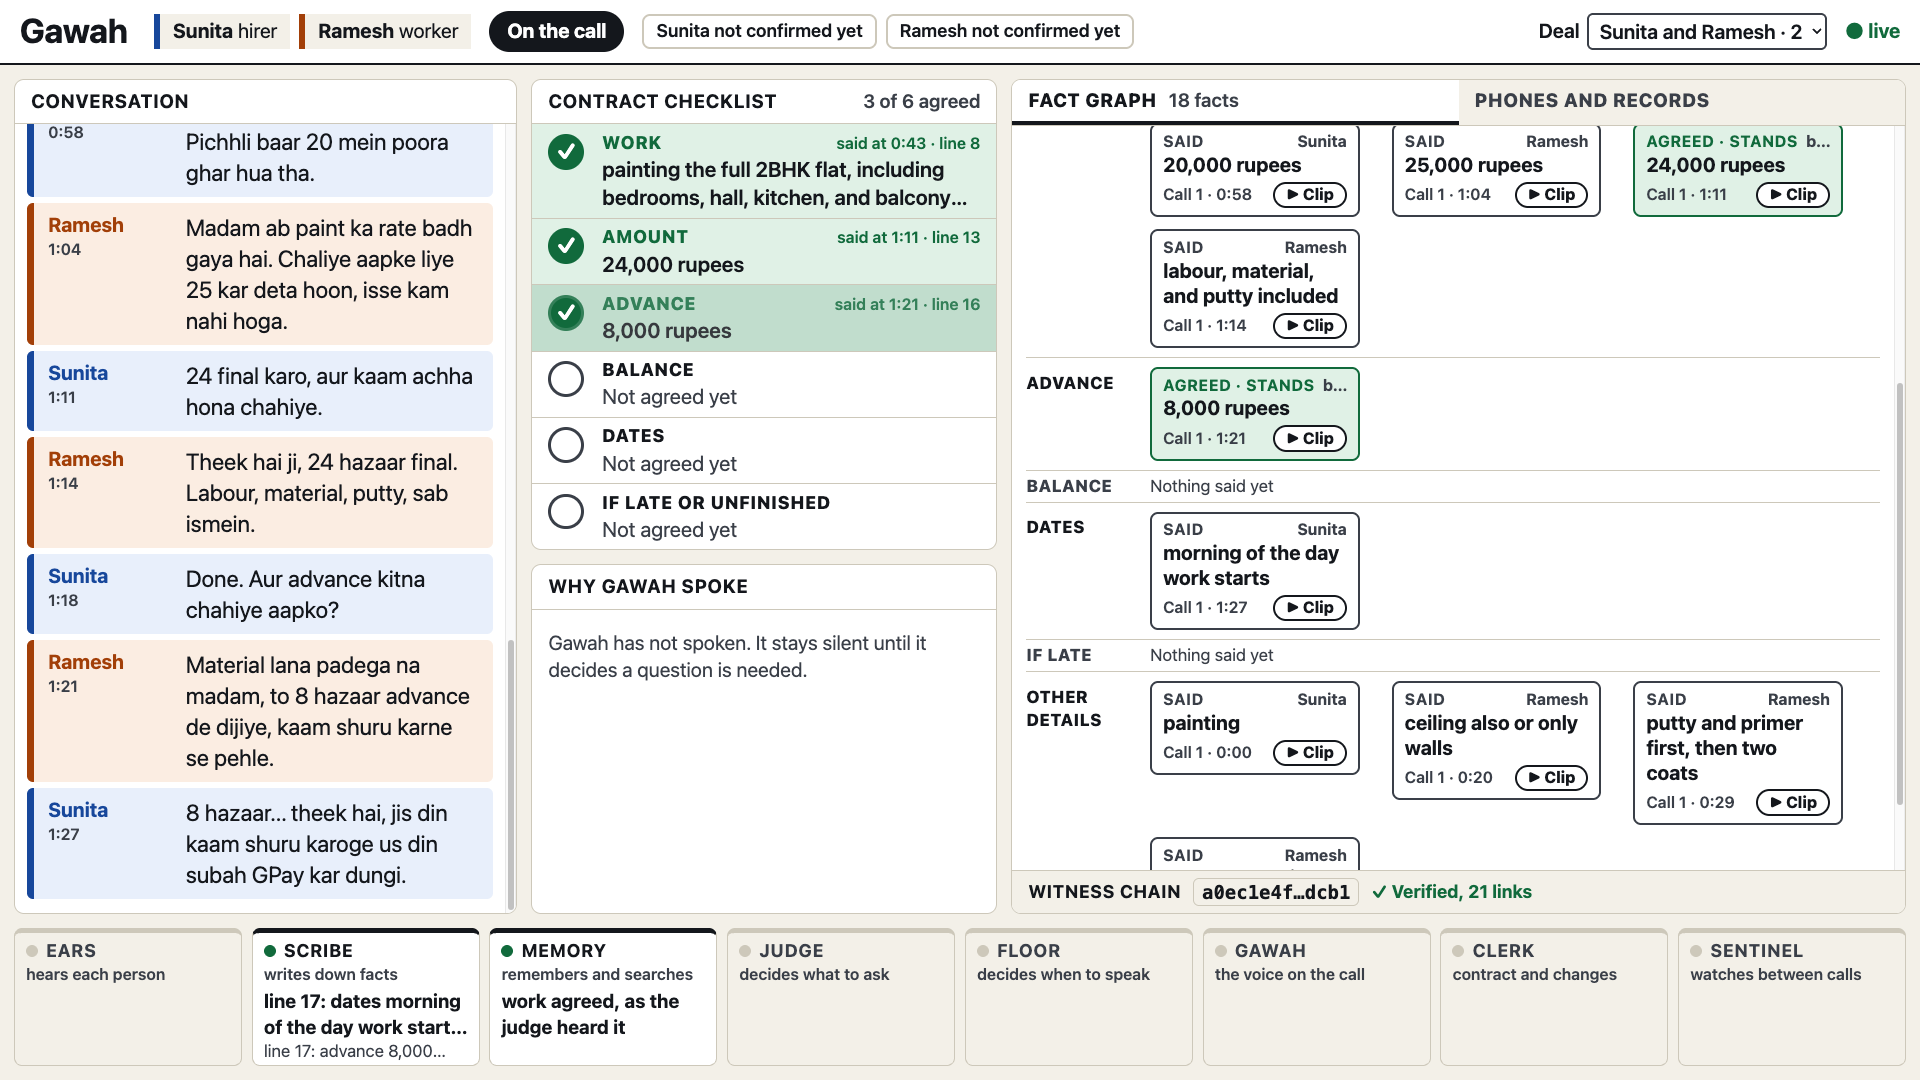 Gawah
Sunita hirer
Ramesh worker
On the call
Sunita not confirmed yet
Ramesh not confirmed yet
Deal
Sunita and Ramesh · 2
live
CONVERSATION
0:58
Pichhli baar 20 mein poora
ghar hua tha.
Ramesh
1:04
Madam ab paint ka rate badh
gaya hai. Chaliye aapke liye
25 kar deta hoon, isse kam
nahi hoga.
Sunita
1:11
24 final karo, aur kaam achha
hona chahiye.
Ramesh
1:14
Theek hai ji, 24 hazaar final.
Labour, material, putty, sab
ismein.
Sunita
1:18
Done. Aur advance kitna
chahiye aapko?
Ramesh
1:21
Material lana padega na
madam, to 8 hazaar advance
de dijiye, kaam shuru karne
se pehle.
Sunita
1:27
8 hazaar... theek hai, jis din
kaam shuru karoge us din
subah GPay kar dungi.
CONTRACT CHECKLIST
3 of 6 agreed
WORK
said at 0:43 · line 8
painting the full 2BHK flat, including
bedrooms, hall, kitchen, and balcony...
AMOUNT
said at 1:11 · line 13
24,000 rupees
ADVANCE
said at 1:21 · line 16
8,000 rupees
BALANCE
Not agreed yet
DATES
Not agreed yet
IF LATE OR UNFINISHED
Not agreed yet
WHY GAWAH SPOKE
Gawah has not spoken. It stays silent until it
decides a question is needed.
FACT GRAPH 18 facts
PHONES AND RECORDS
SAID Sunita
20,000 rupees
Call 1 · 0:58 Clip
SAID Ramesh
25,000 rupees
Call 1 · 1:04 Clip
AGREED · STANDS b...
24,000 rupees
Call 1 · 1:11 Clip
SAID Ramesh
labour, material,
and putty included
Call 1 · 1:14 Clip
ADVANCE
AGREED · STANDS b...
8,000 rupees
Call 1 · 1:21 Clip
BALANCE
Nothing said yet
DATES
SAID Sunita
morning of the day
work starts
Call 1 · 1:27 Clip
IF LATE
Nothing said yet
OTHER
DETAILS
SAID Sunita
painting
Call 1 · 0:00 Clip
SAID Ramesh
ceiling also or only
walls
Call 1 · 0:20 Clip
SAID Ramesh
putty and primer
first, then two
coats
Call 1 · 0:29 Clip
SAID Ramesh
WITNESS CHAIN a0ec1e4f…dcb1 ✓ Verified, 21 links
EARS
hears each person
SCRIBE
writes down facts
line 17: dates morning
of the day work start...
line 17: advance 8,000...
MEMORY
remembers and searches
work agreed, as the
judge heard it
JUDGE
decides what to ask
FLOOR
decides when to speak
GAWAH
the voice on the call
CLERK
contract and changes
SENTINEL
watches between calls